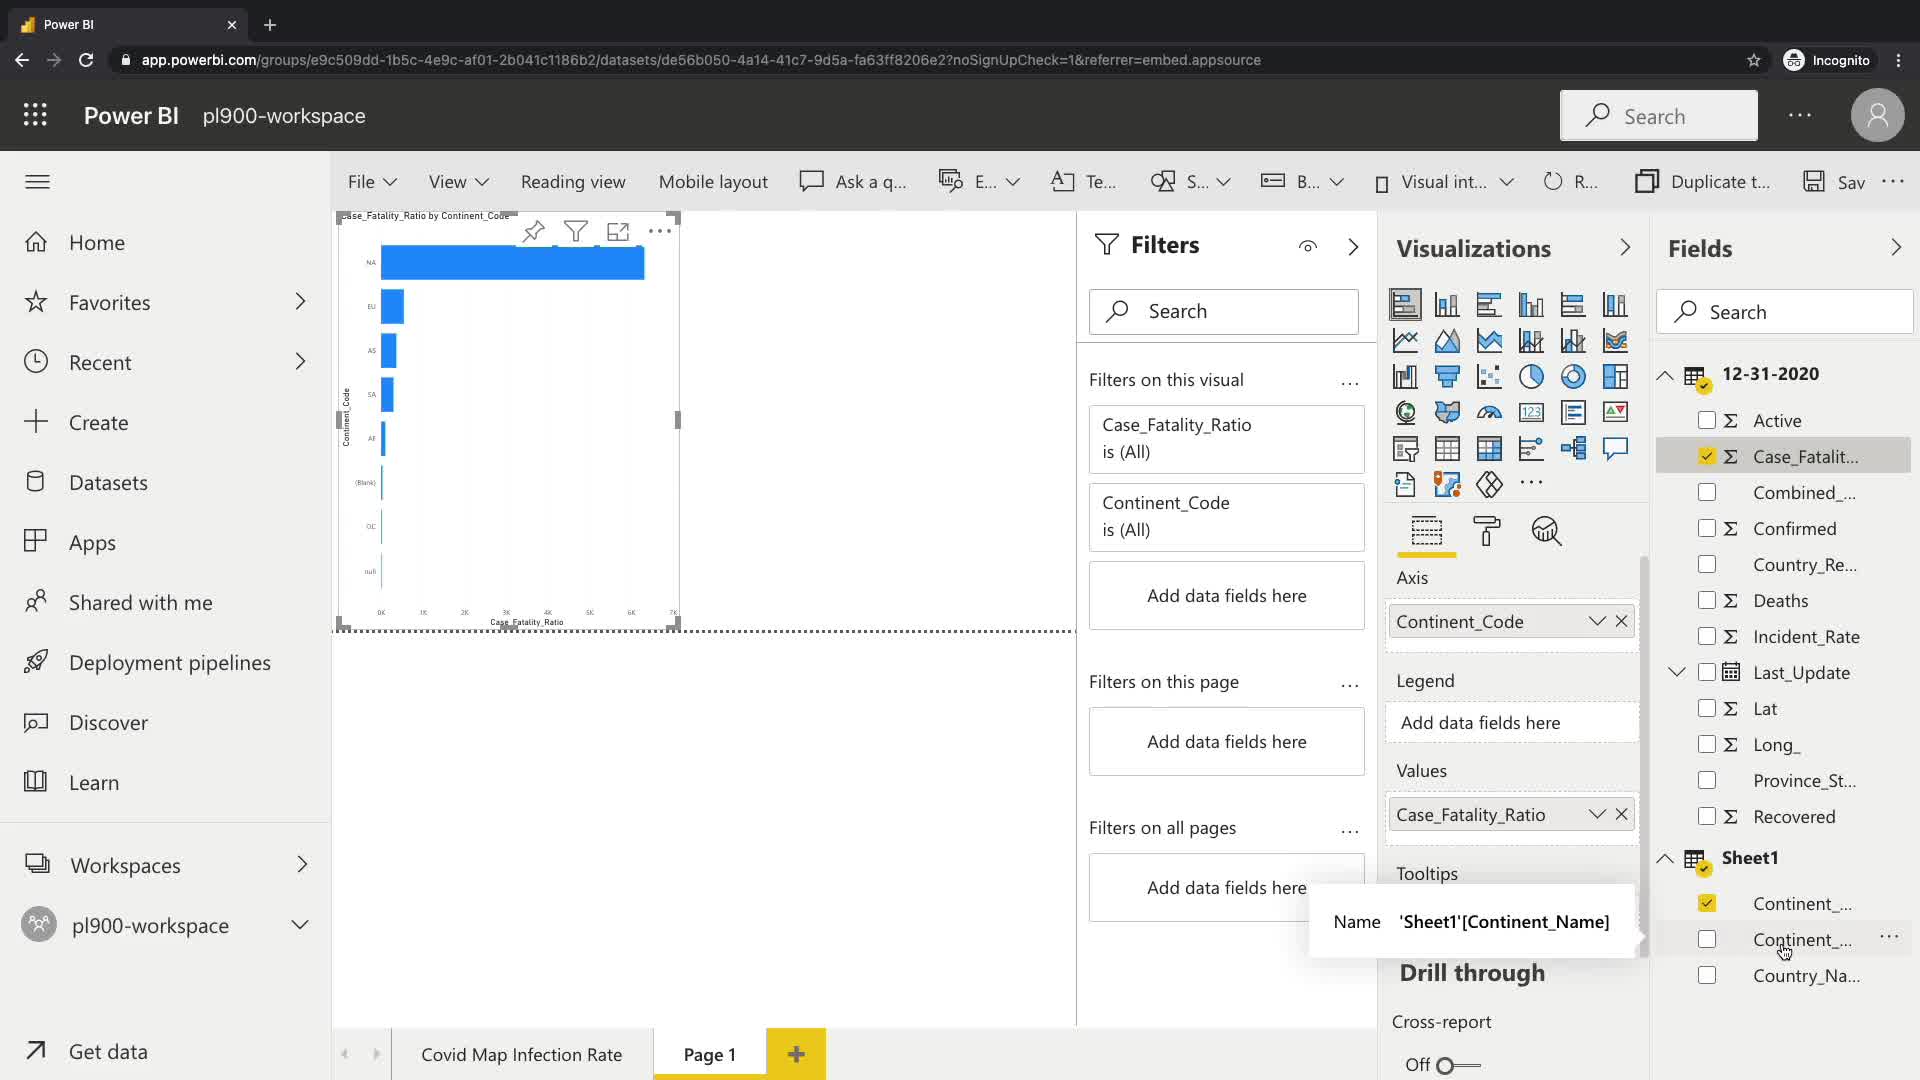 Power BI
app.powerbi.com/groups/e9c509dd-1b5c-4e9c-af01-2b041c1186b2/datasets/de56b050-4a14-41c7-9d5a-fa63ff8206e2?noSignUpCheck=1&referrer=embed.appsource
Incognito
Power BI pl900-workspace
Search
File View Reading view Mobile layout Ask a q... E... Te... S... B... Visual int... R... Duplicate t... Sav
Home
Favorites
Recent
Create
Datasets
Apps
Shared with me
Deployment pipelines
Discover
Learn
Workspaces
pl900-workspace
Get data
Case_Fatality_Ratio by Continent_Code
Continent_Code
NA
EU
AS
SA
AF
(Blank)
OC
null
0K 1K 2K 3K 4K 5K 6K 7K
Case_Fatality_Ratio
Covid Map Infection Rate
Page 1
Filters
Search
Filters on this visual
Case_Fatality_Ratio
is (All)
Continent_Code
is (All)
Add data fields here
Filters on this page
Add data fields here
Filters on all pages
Add data fields here
Visualizations
123
Axis
Continent_Code
Legend
Add data fields here
Values
Case_Fatality_Ratio
Tooltips
Name 'Sheet1'[Continent_Name]
Drill through
Cross-report
Off
Fields
Search
12-31-2020
Active
Case_Fatalit...
Combined_...
Confirmed
Country_Re...
Deaths
Incident_Rate
Last_Update
Lat
Long_
Province_St...
Recovered
Sheet1
Continent_...
Continent_...
Country_Na...